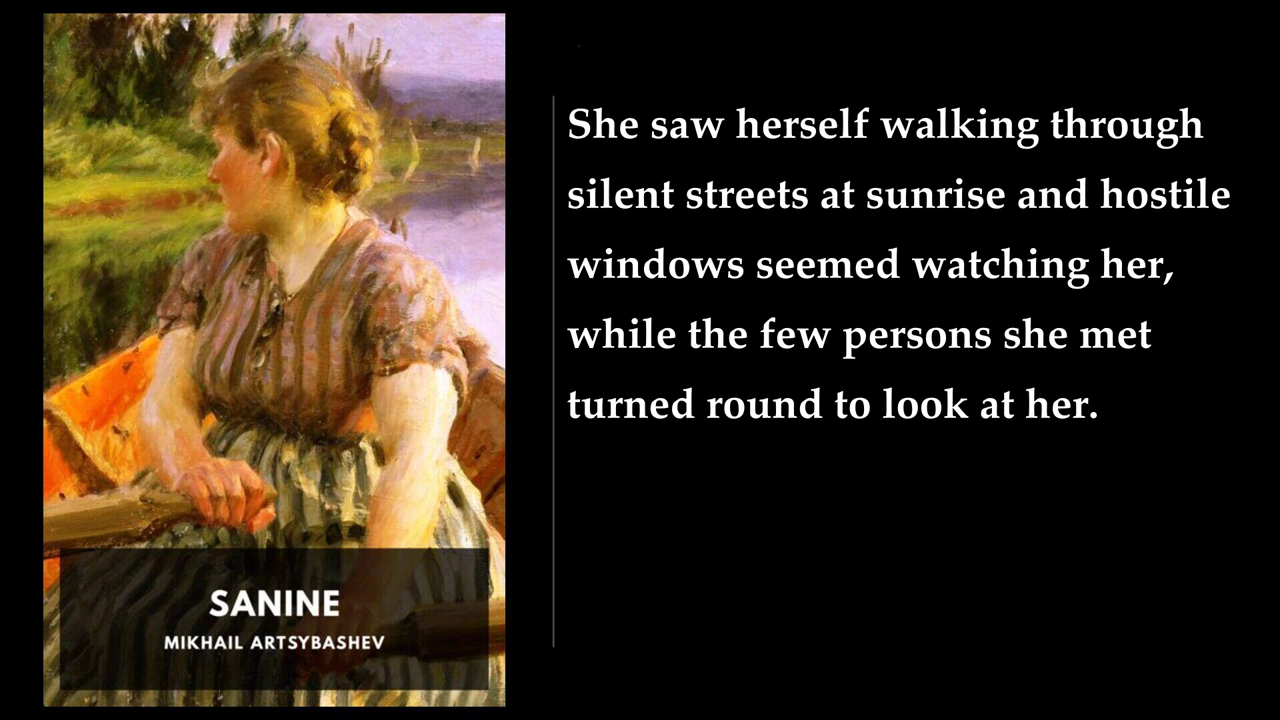 She saw herself walking through
silent streets at sunrise and hostile
windows seemed watching her,
while the few persons she met
turned round to look at her.
SANINE
MIKHAIL ARTSYBASHEV